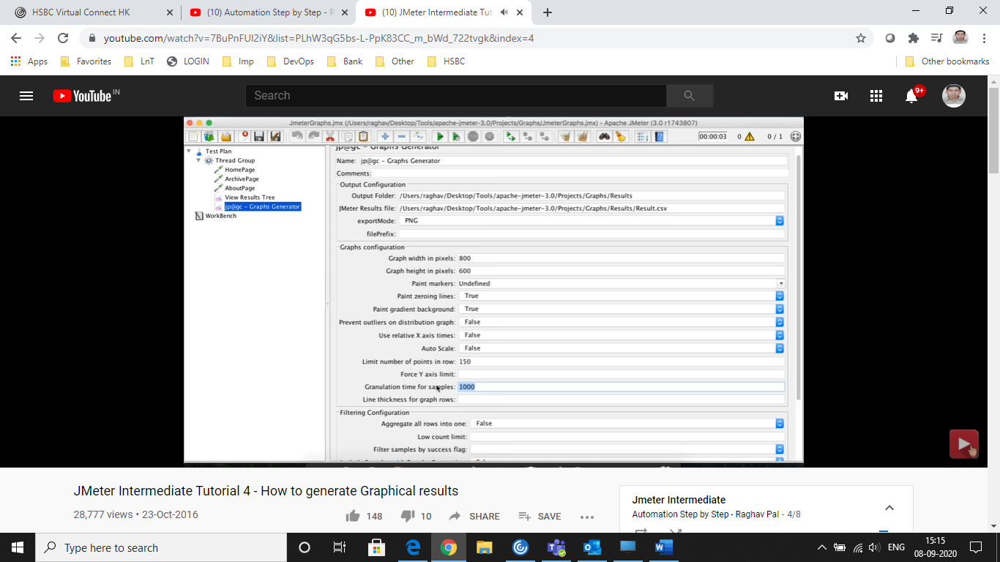 HSBC Virtual Connect HK
(10) Automation Step by Step - R
(10) JMeter Intermediate Tut
youtube.com/watch?v=7BuPnFUI2iY&list=PLhW3qG5bs-L-PpK83CC_m_bWd_722tvgk&index=4
Apps Favorites LnT LOGIN Imp DevOps Bank Other HSBC Other bookmarks
YouTube IN
Search
9+
JmeterGraphs.jmx (/Users/raghav/Desktop/Tools/apache-jmeter-3.0/Projects/Graphs/JmeterGraphs.jmx) - Apache JMeter (3.0 r1743807)
00:00:03 0 0 / 1
Test Plan
Thread Group
HomePage
ArchivePage
AboutPage
View Results Tree
jp@gc - Graphs Generator
WorkBench
jp@gc - Graphs Generator
Name: jp@gc - Graphs Generator
Comments:
Output Configuration
Output Folder: /Users/raghav/Desktop/Tools/apache-jmeter-3.0/Projects/Graphs/Results
JMeter Results file: /Users/raghav/Desktop/Tools/apache-jmeter-3.0/Projects/Graphs/Results/Result.csv
exportMode: PNG
filePrefix:
Graphs configuration
Graph width in pixels: 800
Graph height in pixels: 600
Paint markers: Undefined
Paint zeroing lines: True
Paint gradient background: True
Prevent outliers on distribution graph: False
Use relative X axis times: False
Auto Scale: False
Limit number of points in row: 150
Force Y axis limit:
Granulation time for samples: 1000
Line thickness for graph rows:
Filtering Configuration
Aggregate all rows into one: False
Low count limit:
Filter samples by success flag:
JMeter Intermediate Tutorial 4 - How to generate Graphical results
28,777 views • 23-Oct-2016
148 10 SHARE SAVE
Jmeter Intermediate
Automation Step by Step - Raghav Pal - 4/8
Type here to search
ENG
15:15
08-09-2020